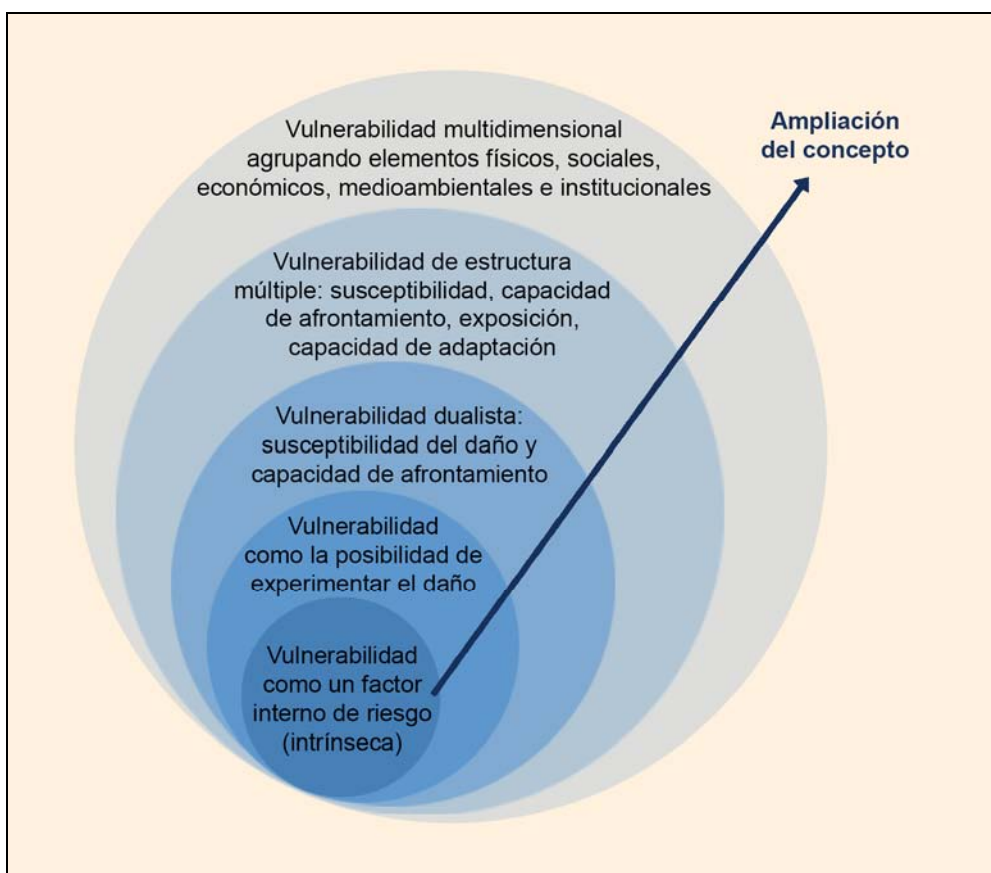 Ampliación
del concepto
Vulnerabilidad multidimensional
agrupando elementos físicos, sociales,
económicos, medioambientales e institucionales
Vulnerabilidad de estructura
múltiple: susceptibilidad, capacidad
de afrontamiento, exposición,
capacidad de adaptación
Vulnerabilidad dualista:
susceptibilidad del daño y
capacidad de afrontamiento
Vulnerabilidad
como la posibilidad de
experimentar el daño
Vulnerabilidad
como un factor
interno de riesgo
(intrínseca)